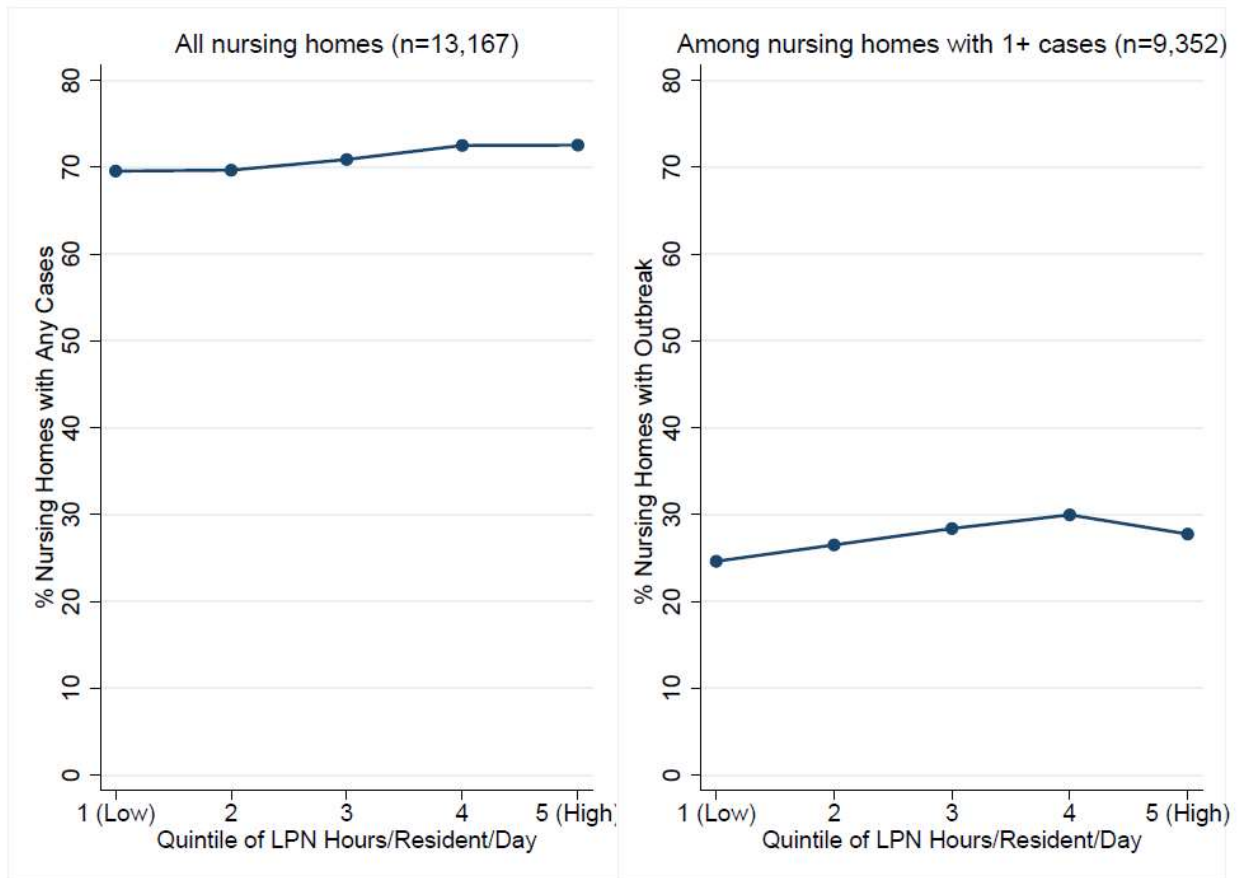 All nursing homes (n=13,167)
% Nursing Homes with Any Cases
80
70
60
50
40
30
20
10
0
1 (Low) 2 3 4 5 (High)
Quintile of LPN Hours/Resident/Day
Among nursing homes with 1+ cases (n=9,352)
% Nursing Homes with Outbreak
80
70
60
50
40
30
20
10
0
1 (Low) 2 3 4 5 (High)
Quintile of LPN Hours/Resident/Day